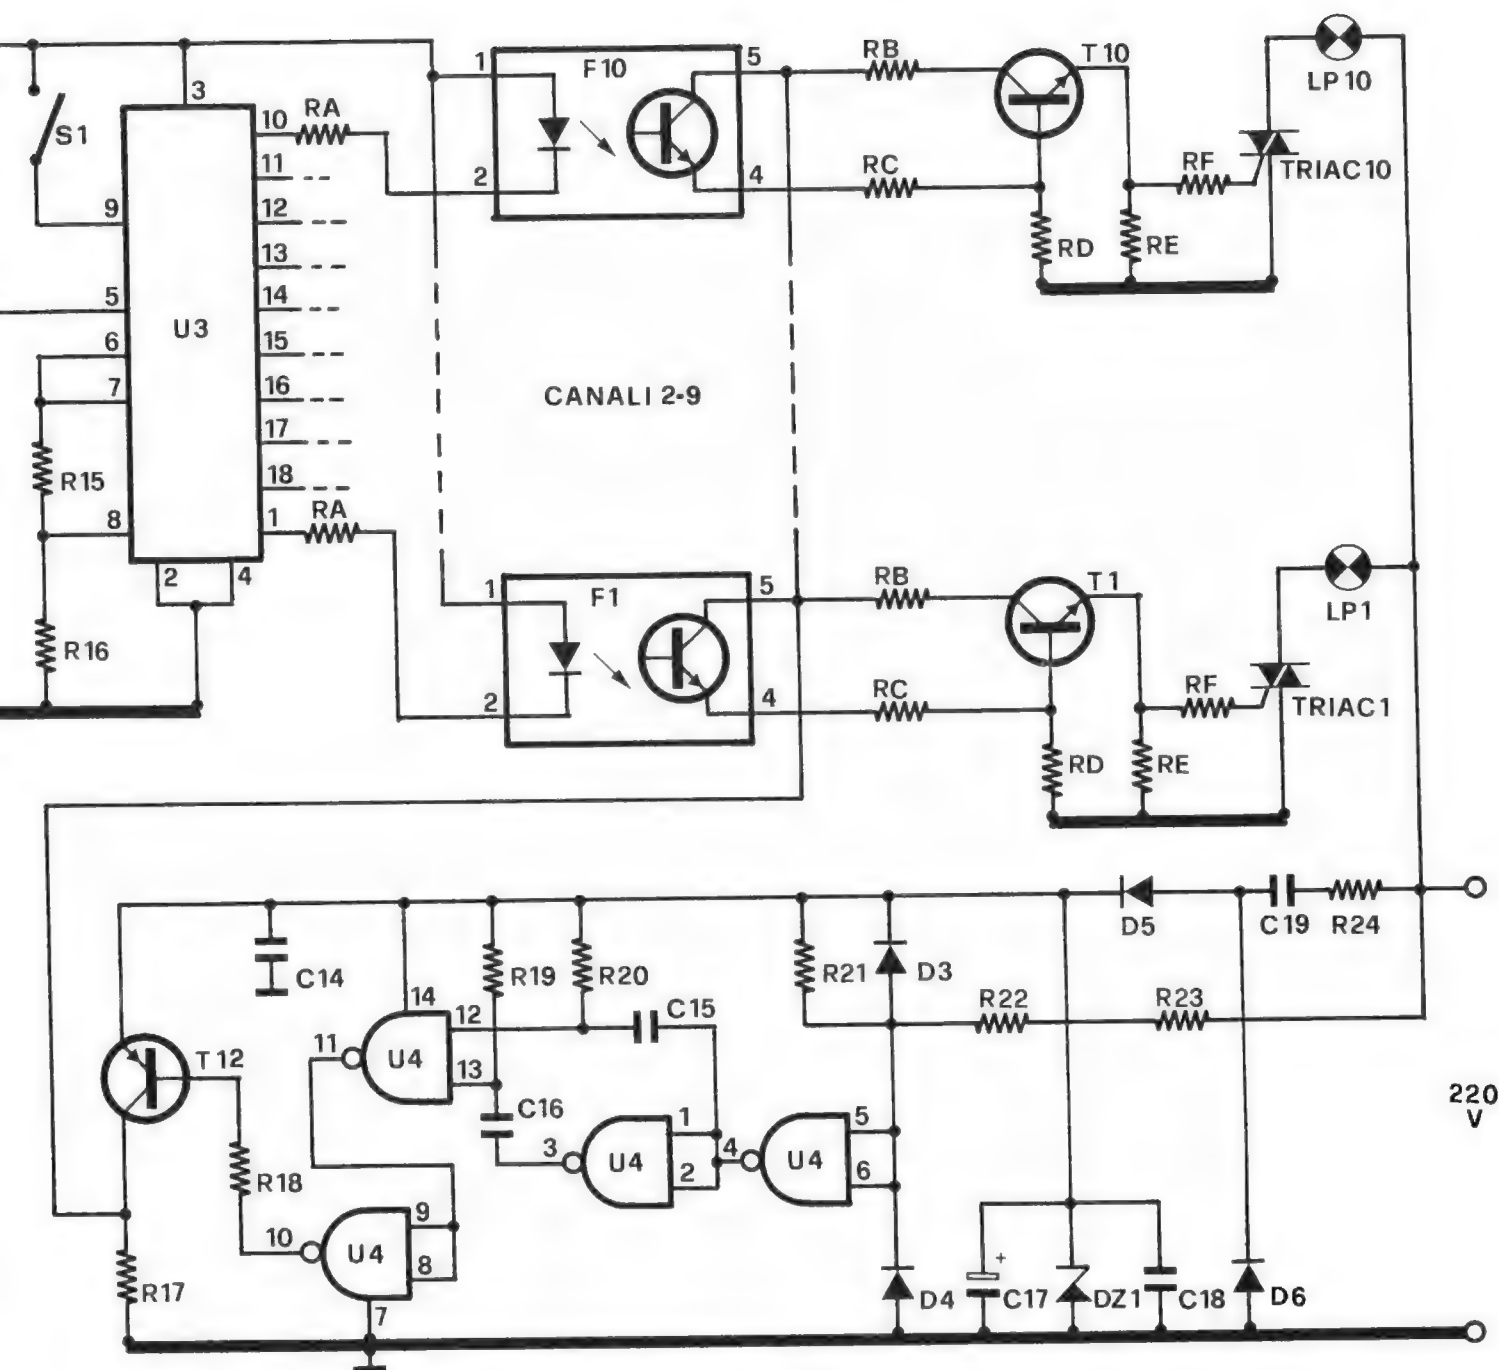 1
F10
5
RB
T10
LP10
3
10
RA
S1
11
2
4
RC
RF
TRIAC10
9
12
RD
RE
13
5
14
U3
6
15
7
16
CANALI 2-9
17
R15
18
8
1
RA
2
4
1
F1
5
RB
T1
LP1
R16
2
4
RC
RF
TRIAC1
RD
RE
D5
C19
R24
C14
R19
R20
R21
D3
14
12
C15
R22
R23
11
U4
T12
13
C16
220
V
1
3
U4
2
4
5
U4
6
R18
10
9
U4
8
R17
7
D4
+
C17
DZ1
C18
D6